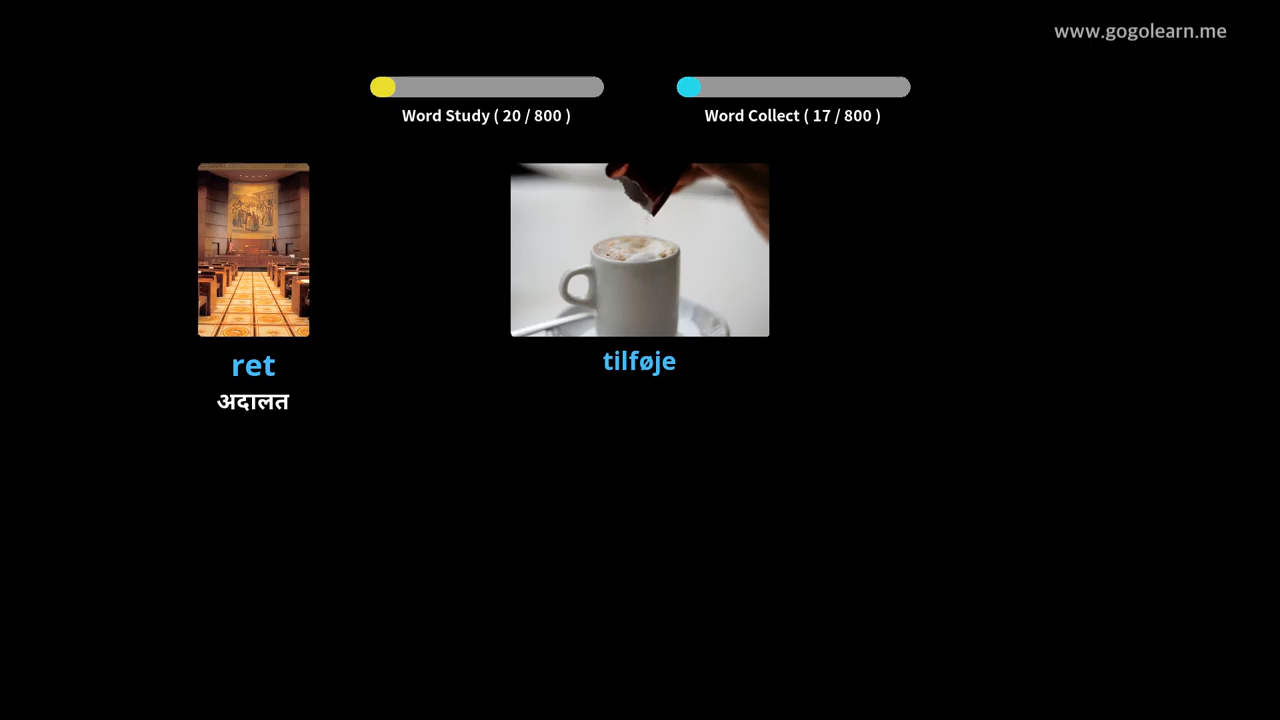 www.gogolearn.me
Word Study ( 20 / 800 )
Word Collect ( 17 / 800 )
ret
अदालत
tilføje